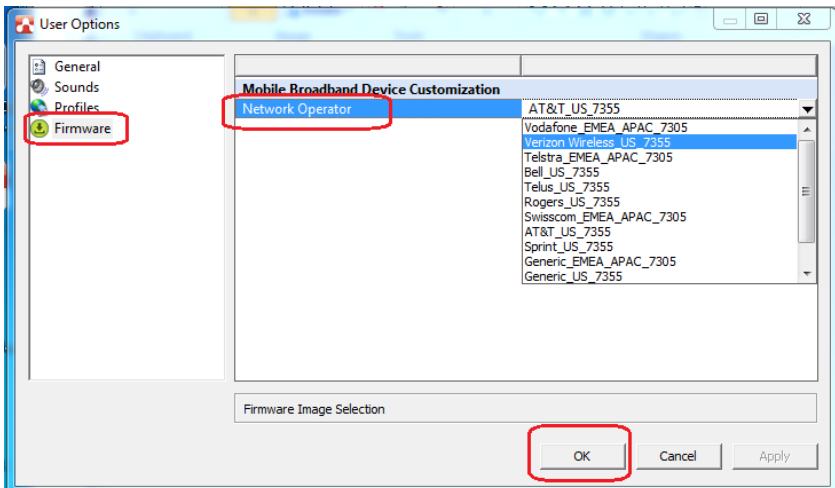 User Options
General
Sounds
Profiles
Firmware
Mobile Broadband Device Customization
Network Operator
AT&T_US_7355
Vodafone_EMEA_APAC_7305
Verizon Wireless_US_7355
Telstra_EMEA_APAC_7305
Bell_US_7355
Telus_US_7355
Rogers_US_7355
Swisscom_EMEA_APAC_7305
AT&T_US_7355
Sprint_US_7355
Generic_EMEA_APAC_7305
Generic_US_7355
Firmware Image Selection
OK Cancel Apply